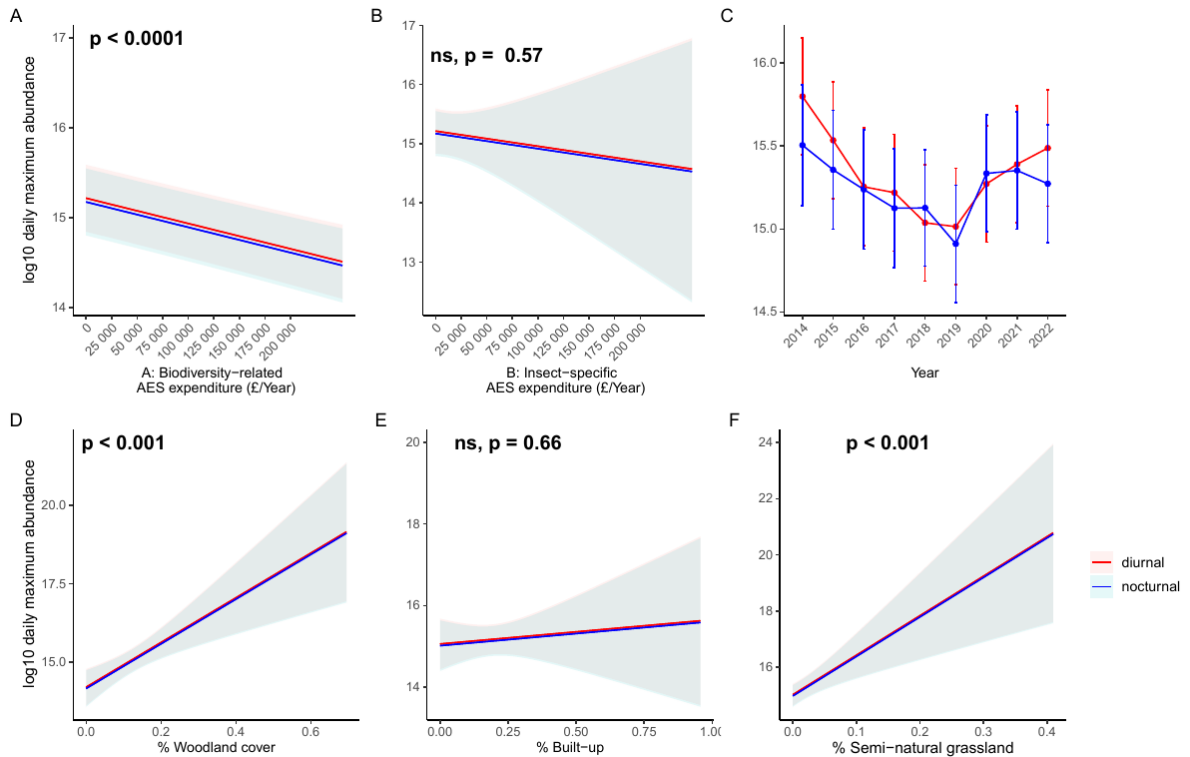 A
p < 0.0001
log10 daily maximum abundance
17
16
15
14
0
25 000
50 000
75 000
100 000
125 000
150 000
175 000
200 000
A: Biodiversity−related
AES expenditure (£/Year)
B
ns, p = 0.57
17
16
15
14
13
0
25 000
50 000
75 000
100 000
125 000
150 000
175 000
200 000
B: Insect−specific
AES expenditure (£/Year)
C
16.0
15.5
15.0
14.5
2014
2015
2016
2017
2018
2019
2020
2021
2022
Year
D
p < 0.001
log10 daily maximum abundance
20.0
17.5
15.0
0.0
0.2
0.4
0.6
% Woodland cover
E
ns, p = 0.66
20
18
16
14
0.00
0.25
0.50
0.75
1.00
% Built−up
F
p < 0.001
24
22
20
18
16
0.0
0.1
0.2
0.3
0.4
% Semi−natural grassland
diurnal
nocturnal